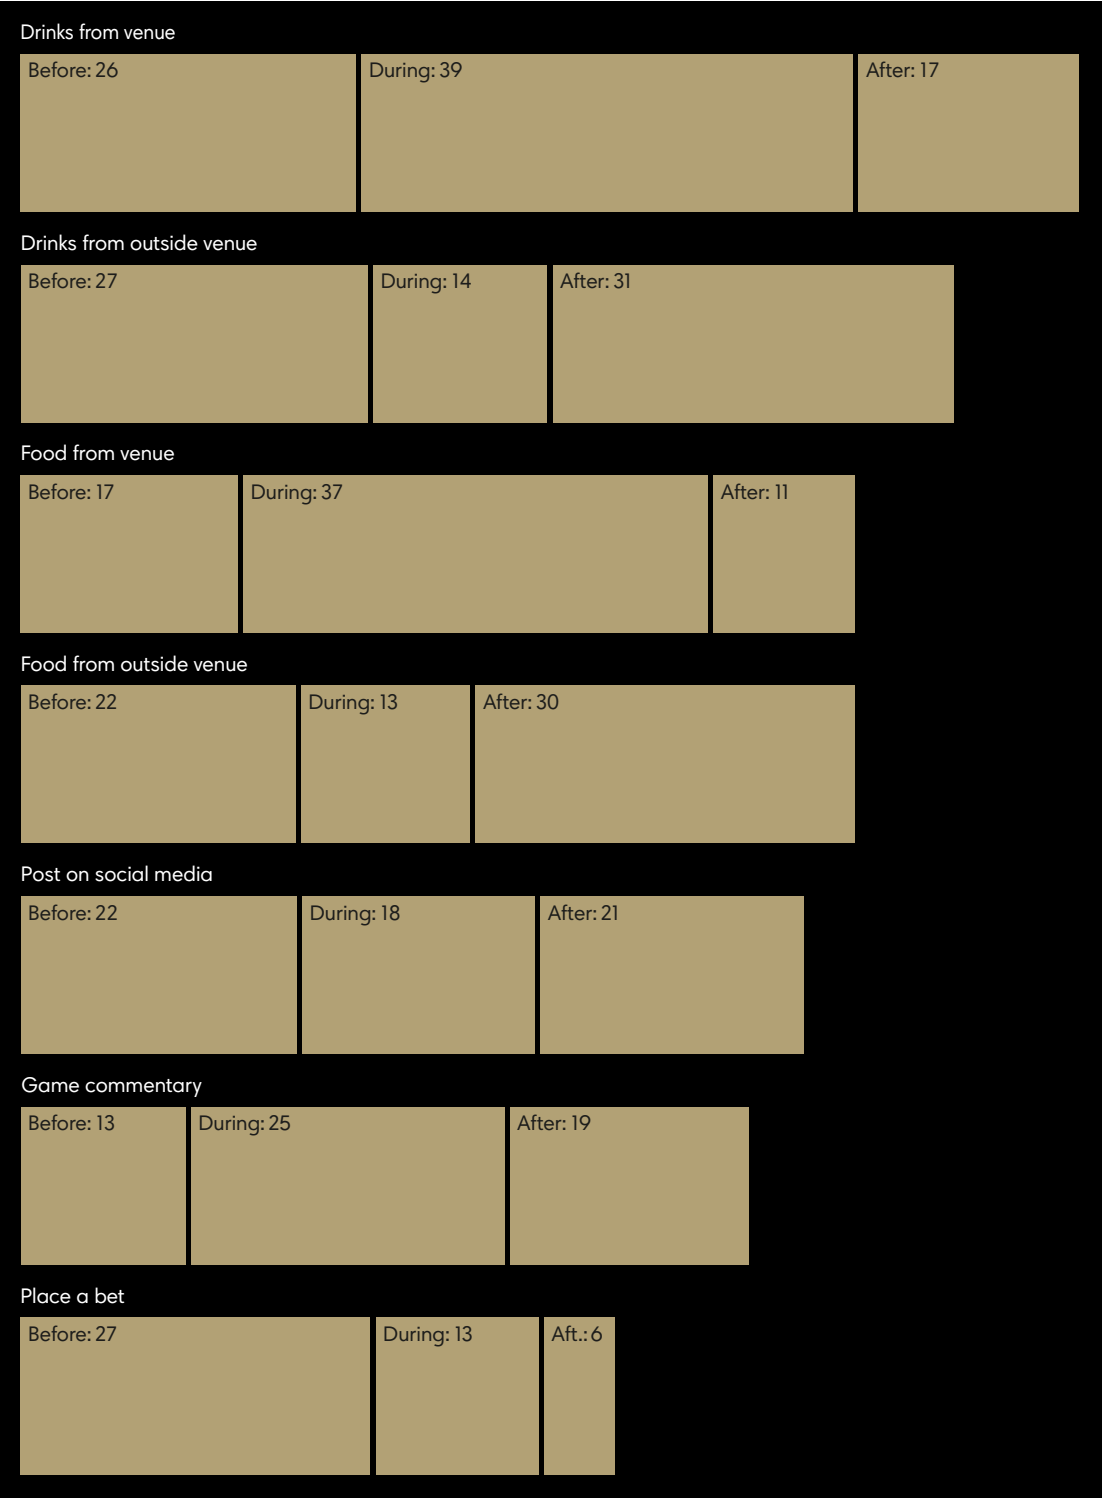 Drinks from venue
Before: 26 During: 39 After: 17
Drinks from outside venue
Before: 27 During: 14 After: 31
Food from venue
Before: 17 During: 37 After: 11
Food from outside venue
Before: 22 During: 13 After: 30
Post on social media
Before: 22 During: 18 After: 21
Game commentary
Before: 13 During: 25 After: 19
Place a bet
Before: 27 During: 13 Aft.: 6